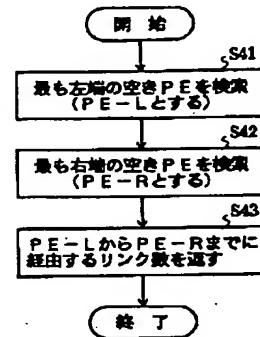 開 始
S41
最も左端の空きPEを検索
(PE-Lとする)
S42
最も右端の空きPEを検索
(PE-Rとする)
S43
PE-LからPE-Rまでに
経由するリンク数を返す
終 了